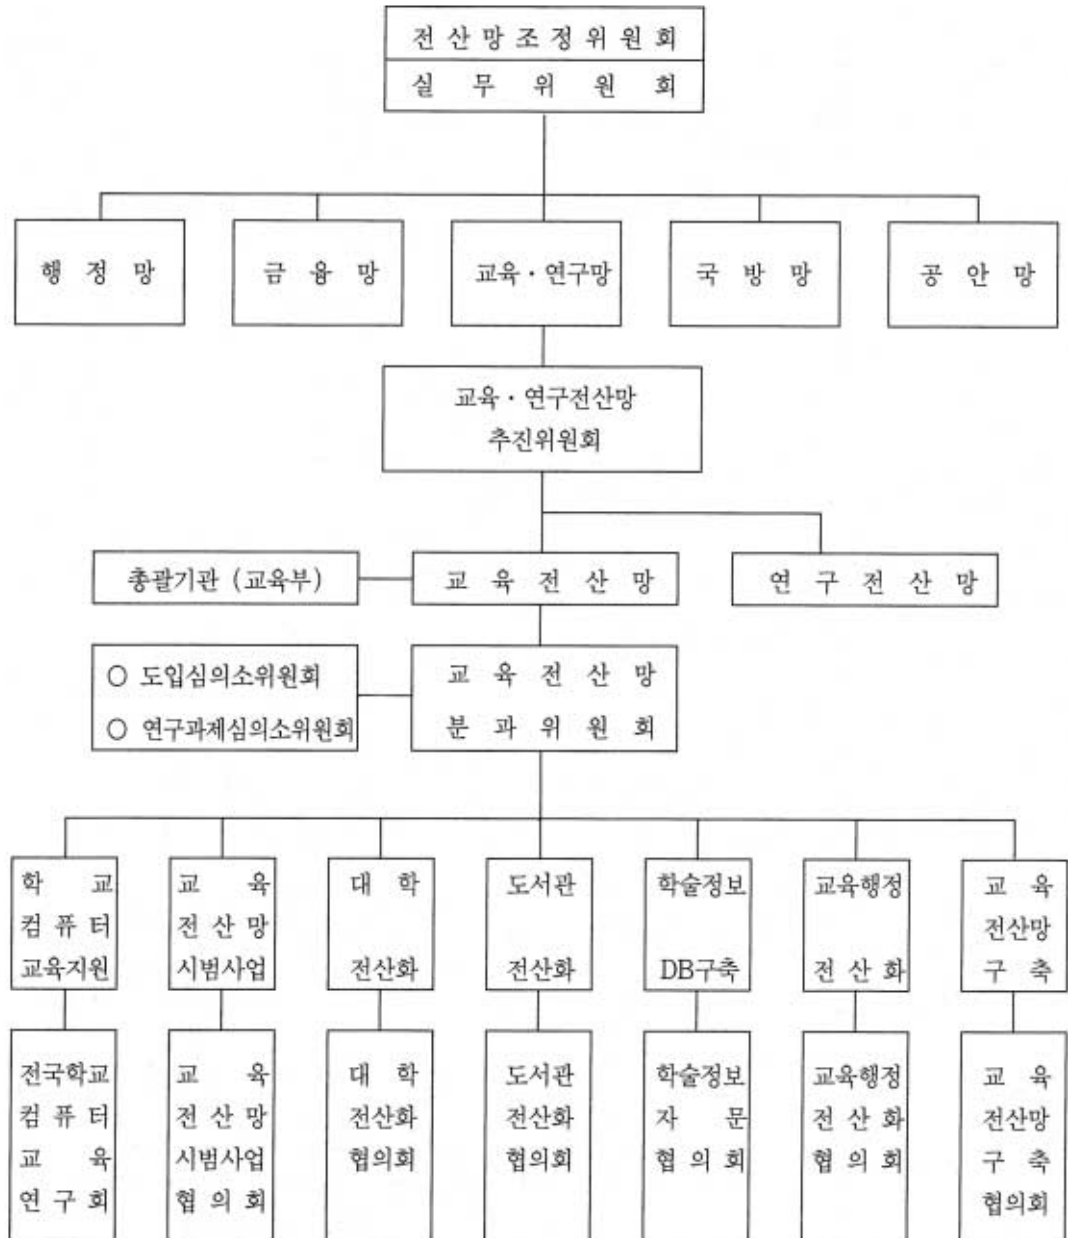 전산망조정위원회
실무위원회
행정망
금융망
교육·연구망
국방망
공안망
교육·연구전산망
추진위원회
총괄기관 (교육부)
교육전산망
연구전산망
○ 도입심의소위원회
○ 연구과제심의소위원회
교육전산망
분과위원회
학교
컴퓨터
교육지원
교육
전산망
시범사업
대학
전산화
도서관
전산화
학술정보
DB구축
교육행정
전산화
교육
전산망
구축
전국학교
컴퓨터
교육
연구회
교육
전산망
시범사업
협의회
대학
전산화
협의회
도서관
전산화
협의회
학술정보
자문
협의회
교육행정
전산화
협의회
교육
전산망
구축
협의회